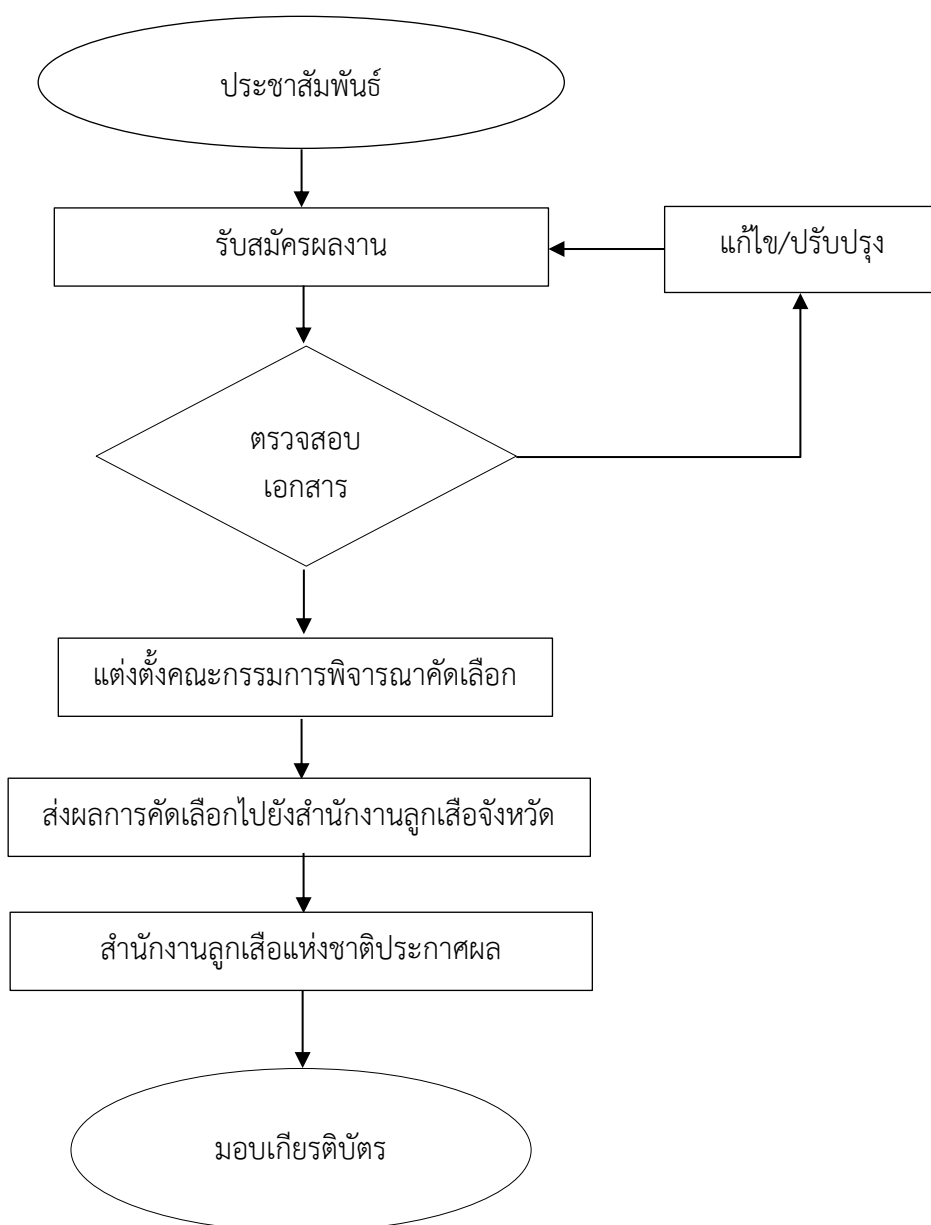 ประชาสัมพันธ์
รับสมัครผลงาน
แก้ไข/ปรับปรุง
ตรวจสอบ
เอกสาร
แต่งตั้งคณะกรรมการพิจารณาคัดเลือก
ส่งผลการคัดเลือกไปยังสำนักงานลูกเสือจังหวัด
สำนักงานลูกเสือแห่งชาติประกาศผล
มอบเกียรติบัตร